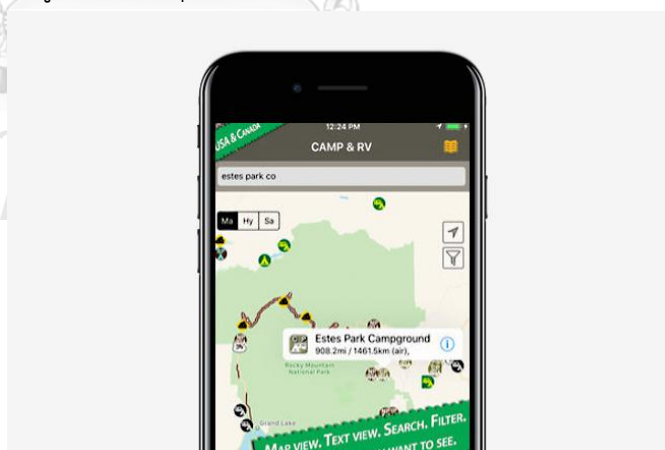 USA & CANADA
12:24 PM
CAMP & RV
estes park co
Ma Hy Sa
Estes Park Campground
908.2mi / 1461.5km (air),
Rocky Mountain
National Park
Grand Lake
MAP VIEW. TEXT VIEW. SEARCH. FILTER.
WANT TO SEE.